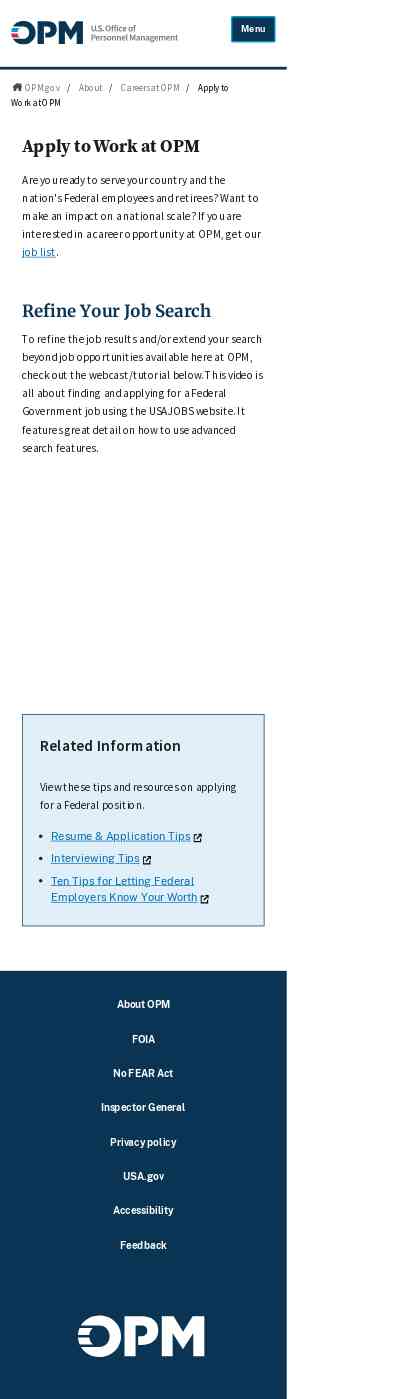 OPM U.S. Office of
Personnel Management
Menu
OPM.gov / About / Careers at OPM / Apply to
Work at OPM
Apply to Work at OPM
Are you ready to serve your country and the
nation's Federal employees and retirees? Want to
make an impact on a national scale? If you are
interested in a career opportunity at OPM, get our
job list.
Refine Your Job Search
To refine the job results and/or extend your search
beyond job opportunities available here at OPM,
check out the webcast/tutorial below. This video is
all about finding and applying for a Federal
Government job using the USAJOBS website. It
features great detail on how to use advanced
search features.
Related Information
View these tips and resources on applying
for a Federal position.
• Resume & Application Tips
• Interviewing Tips
• Ten Tips for Letting Federal
Employers Know Your Worth
About OPM
FOIA
No FEAR Act
Inspector General
Privacy policy
USA.gov
Accessibility
Feedback
OPM